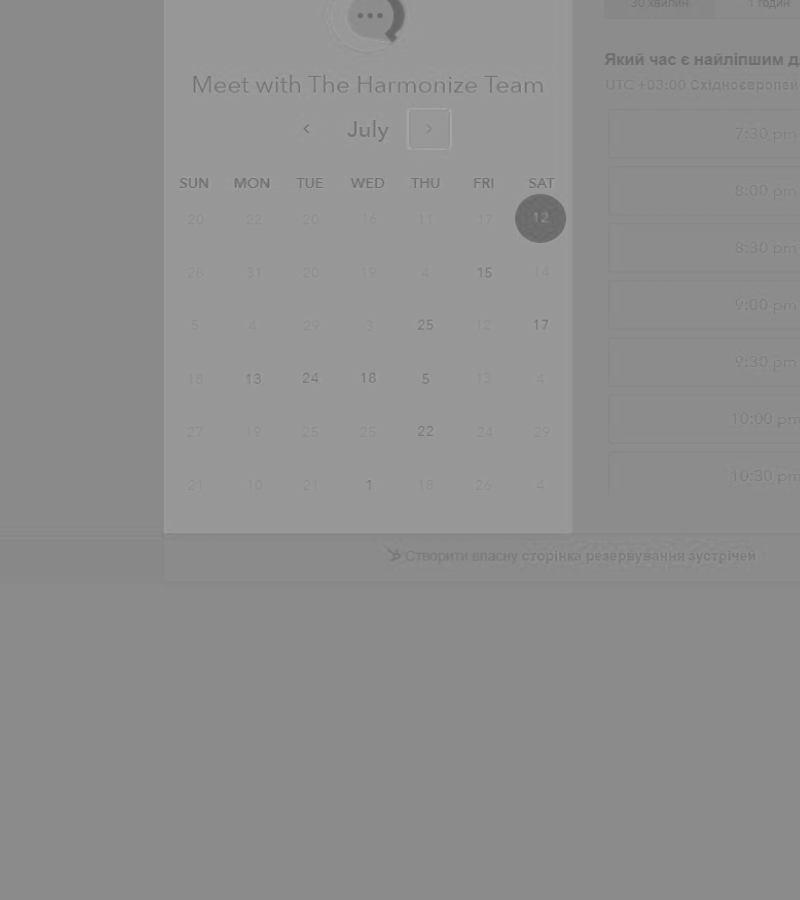 30 хвилин 1 годин
Який час є найліпшим д
Meet with The Harmonize Team
UTC +03:00 Східноєвропей
July
7:30 pm
SUN MON TUE WED THU FRI SAT
8:00 pm
20 22 20 16 11 17 12
8:30 pm
28 31 20 19 4 15 14
9:00 pm
5 4 29 3 25 12 17
9:30 pm
18 13 24 18 5 13 4
10:00 pm
27 19 25 25 22 24 29
10:30 pm
21 10 21 1 18 26 4
Створити власну сторінка резервування зустрічей